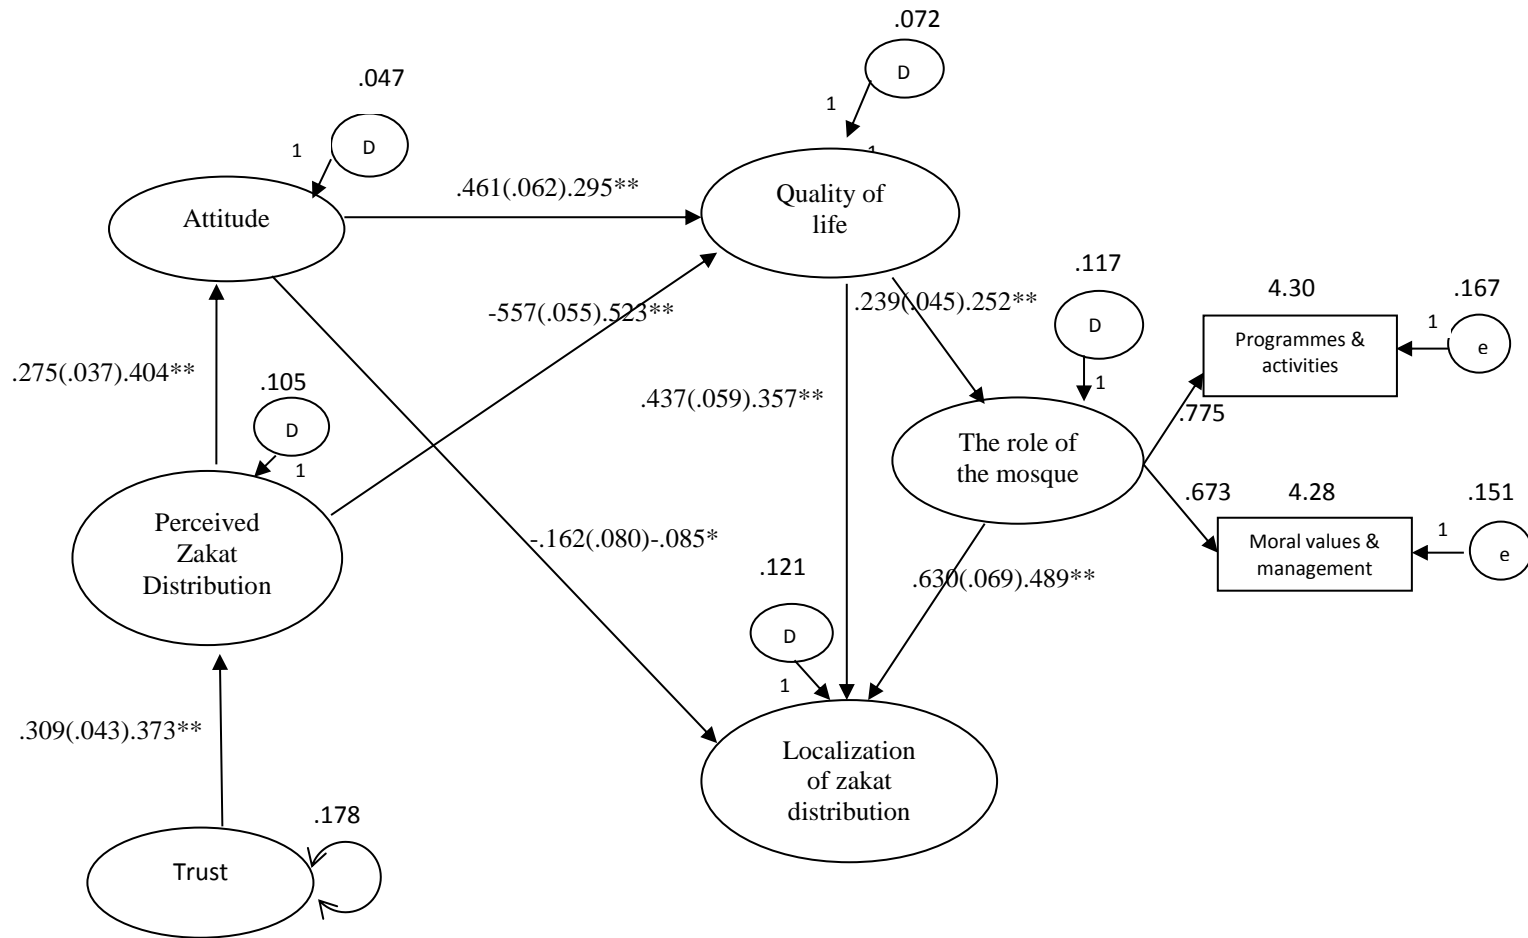 .072
D
1
.047
1
D
.461(.062).295**
Attitude
Quality of
life
.117
D
1
4.30
.167
1
e
Programmes &
activities
.239(.045).252**
-557(.055).523**
.275(.037).404**
.105
D
1
.437(.059).357**
.775
The role of
the mosque
.673
4.28
.151
1
e
Moral values &
management
Perceived
Zakat
Distribution
-.162(.080)-.085*
.121
D
1
.630(.069).489**
.309(.043).373**
Localization
of zakat
distribution
.178
Trust